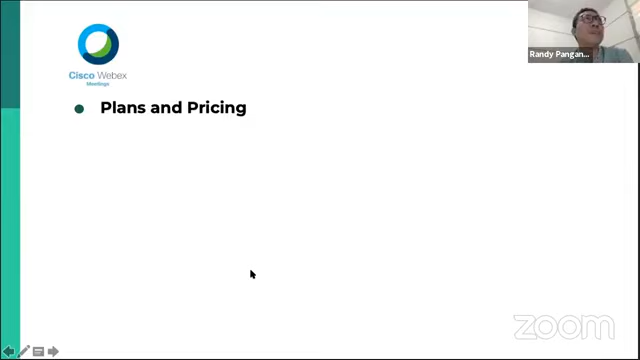 Cisco Webex
Meetings
Randy Pangan...
Plans and Pricing
zoom